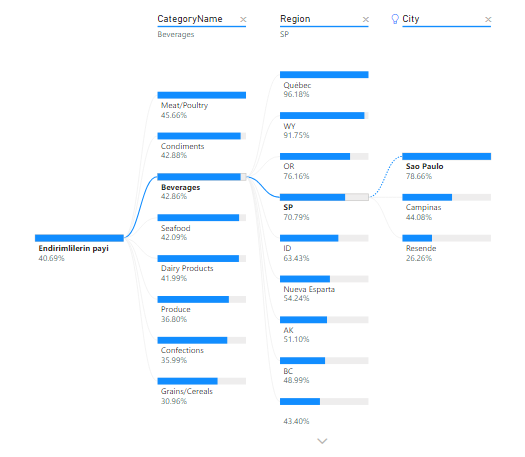 CategoryName
Beverages
Region
SP
City
Endirimlilerin payi
40.69%
Meat/Poultry
45.66%
Condiments
42.88%
Beverages
42.86%
Seafood
42.09%
Dairy Products
41.99%
Produce
36.80%
Confections
35.99%
Grains/Cereals
30.96%
Québec
96.18%
WY
91.75%
OR
76.16%
SP
70.79%
ID
63.43%
Nueva Esparta
54.24%
AK
51.10%
BC
48.99%
43.40%
Sao Paulo
78.66%
Campinas
44.08%
Resende
26.26%